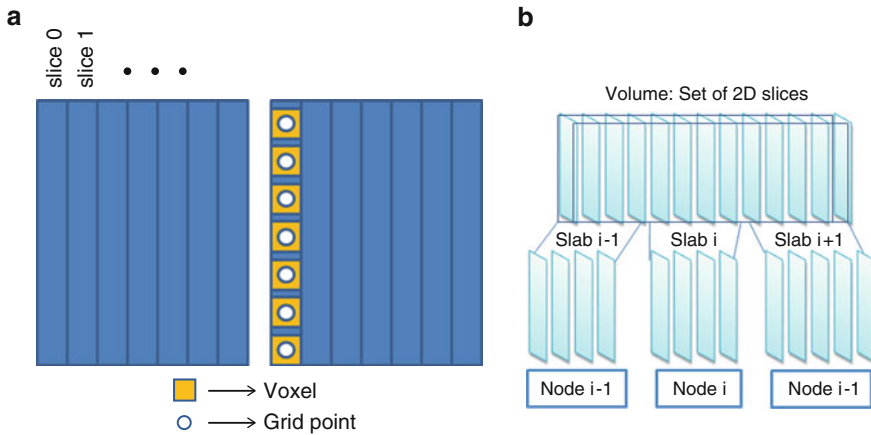 a
slice 0
slice 1
Voxel
Grid point
b
Volume: Set of 2D slices
Slab i-1
Slab i
Slab i+1
Node i-1
Node i
Node i-1